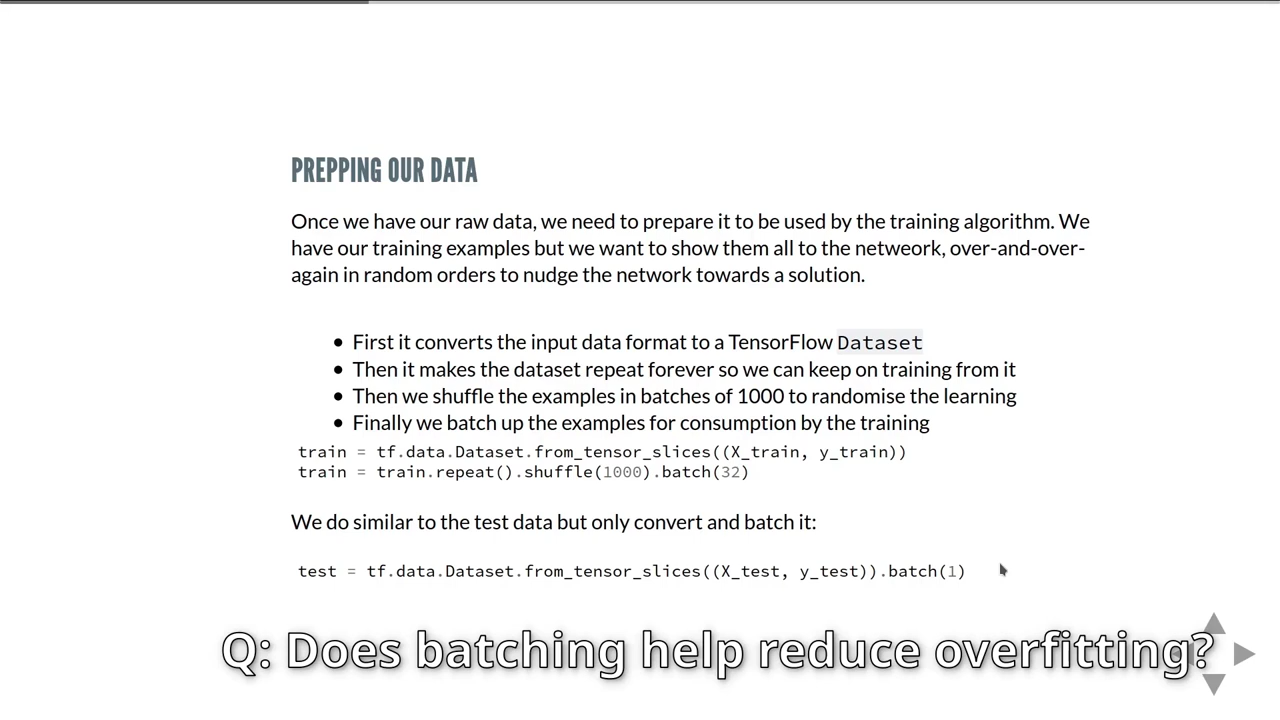 PREPPING OUR DATA
Once we have our raw data, we need to prepare it to be used by the training algorithm. We
have our training examples but we want to show them all to the netweork, over-and-over-
again in random orders to nudge the network towards a solution.
• First it converts the input data format to a TensorFlow Dataset
• Then it makes the dataset repeat forever so we can keep on training from it
• Then we shuffle the examples in batches of 1000 to randomise the learning
• Finally we batch up the examples for consumption by the training
train = tf.data.Dataset.from_tensor_slices((X_train, y_train))
train = train.repeat().shuffle(1000).batch(32)
We do similar to the test data but only convert and batch it:
test = tf.data.Dataset.from_tensor_slices((X_test, y_test)).batch(1)
Q: Does batching help reduce overfitting?